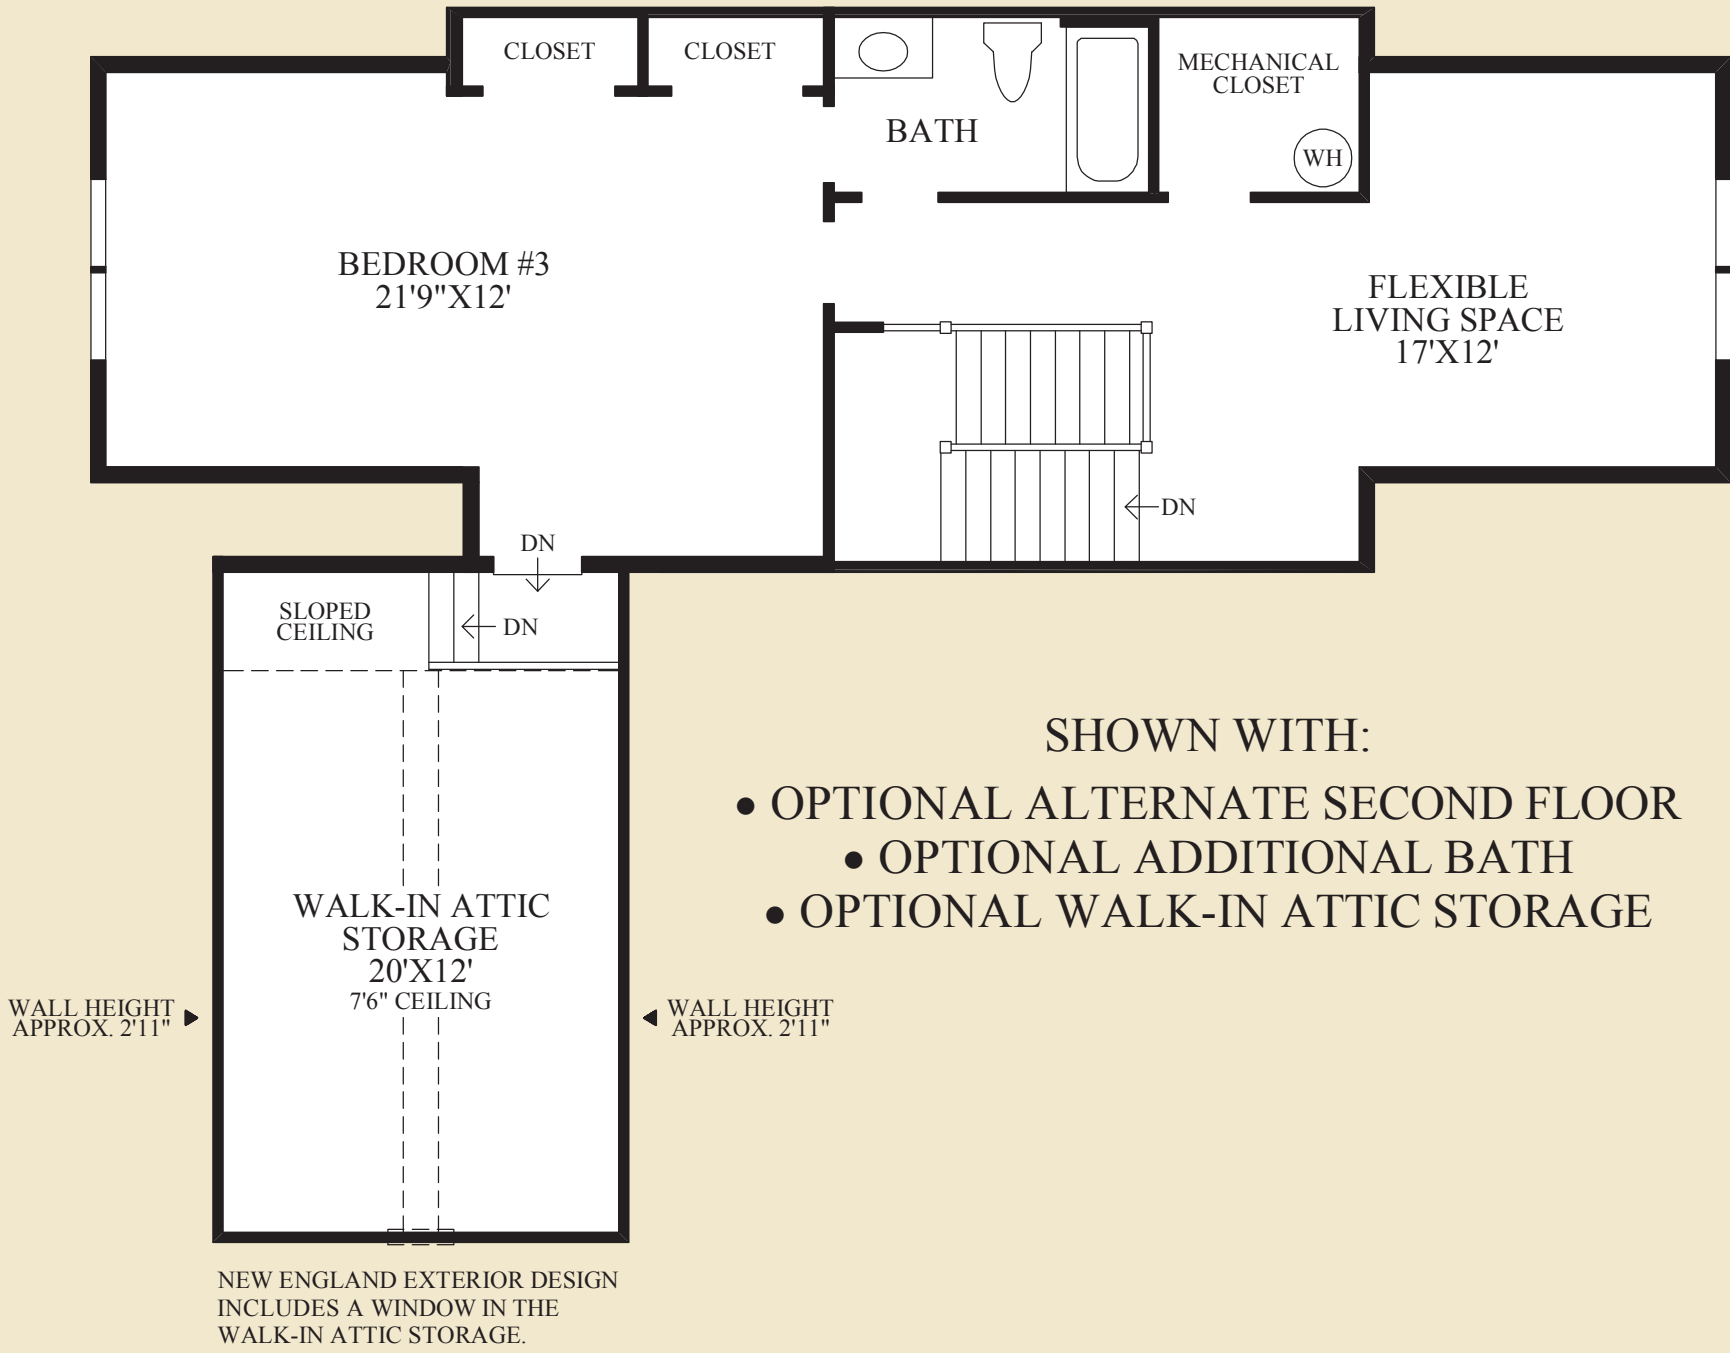 CLOSET
CLOSET
MECHANICAL
CLOSET
BATH
WH
BEDROOM #3
21'9"X12'
FLEXIBLE
LIVING SPACE
17'X12'
DN
DN
SLOPED
CEILING
DN
SHOWN WITH:
• OPTIONAL ALTERNATE SECOND FLOOR
• OPTIONAL ADDITIONAL BATH
• OPTIONAL WALK-IN ATTIC STORAGE
WALK-IN ATTIC
STORAGE
20'X12'
7'6" CEILING
WALL HEIGHT
APPROX. 2'11"
WALL HEIGHT
APPROX. 2'11"
NEW ENGLAND EXTERIOR DESIGN
INCLUDES A WINDOW IN THE
WALK-IN ATTIC STORAGE.